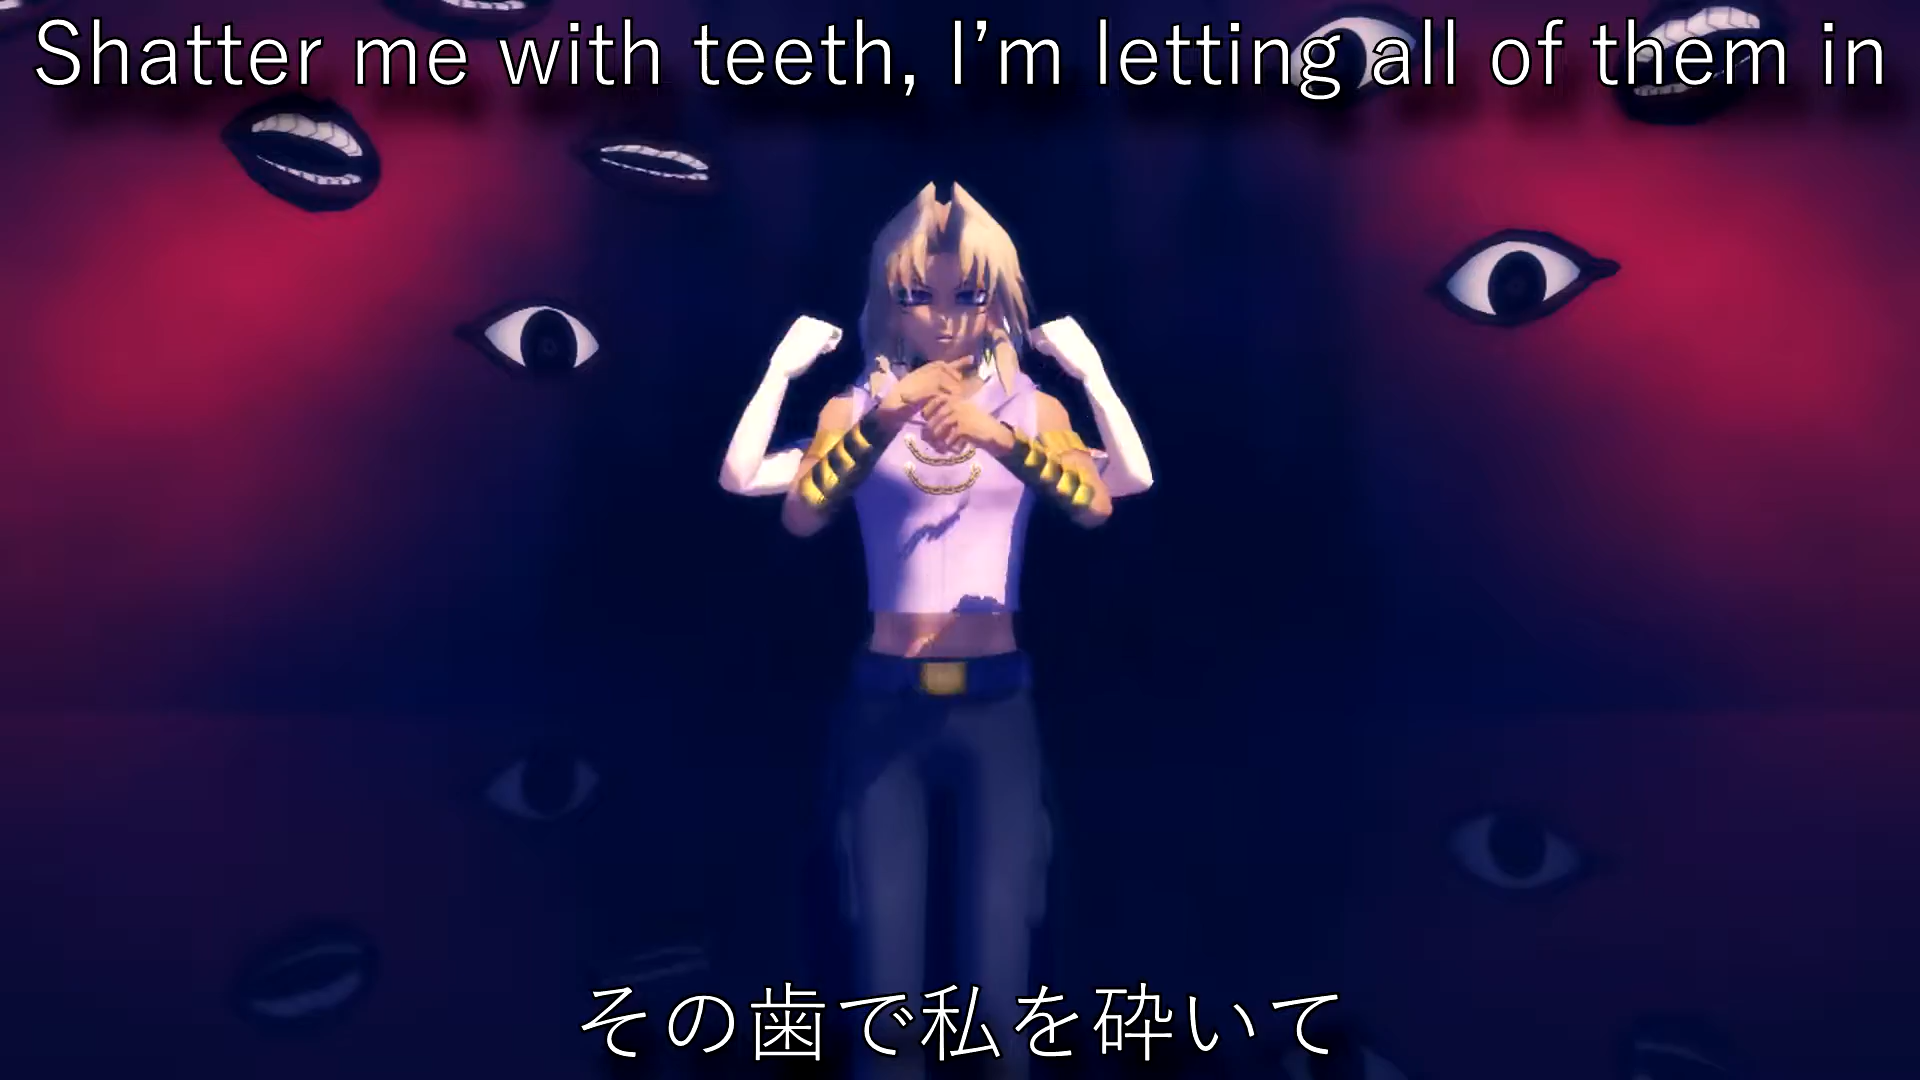 Shatter me with teeth, I'm letting all of them in
その歯で私を砕いて